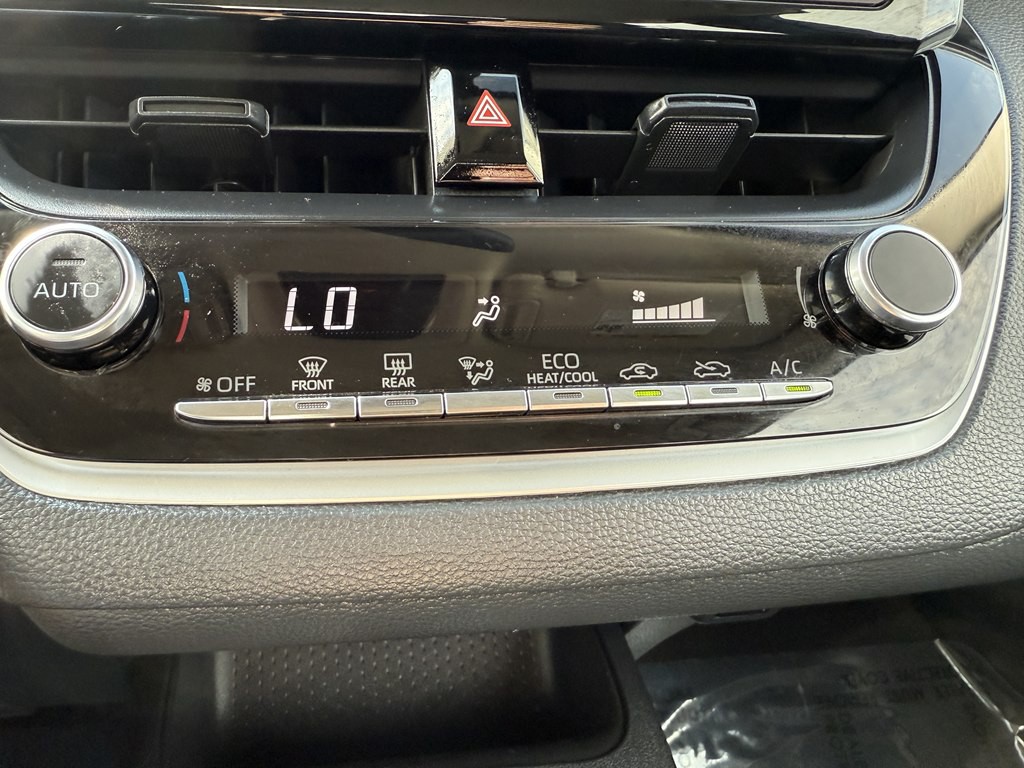 AUTO
LO
OFF
FRONT
REAR
ECO
HEAT/COOL
A/C